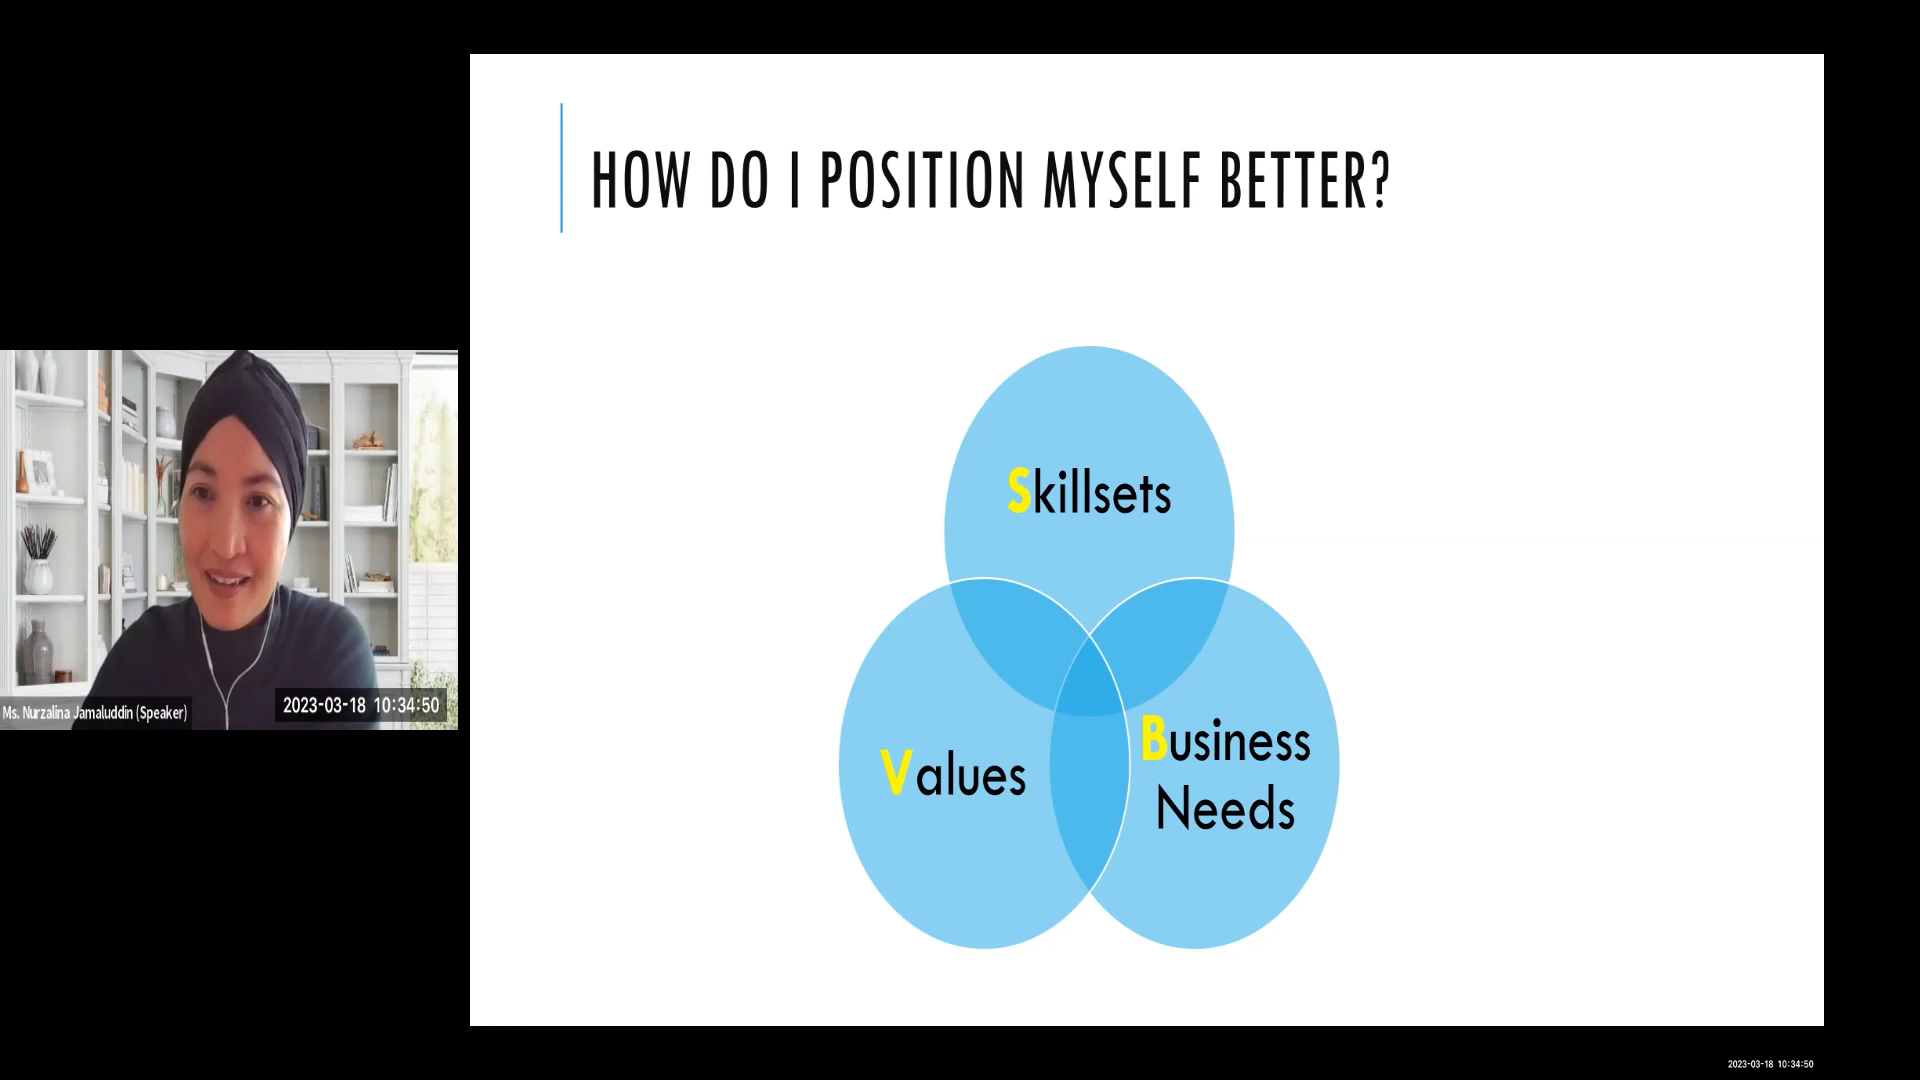 HOW DO I POSITION MYSELF BETTER?
Skillsets
Values
Business
Needs
Ms. Nurzalina Jamaluddin (Speaker)
2023-03-18 10:34:50
2023-03-18 10:34:50